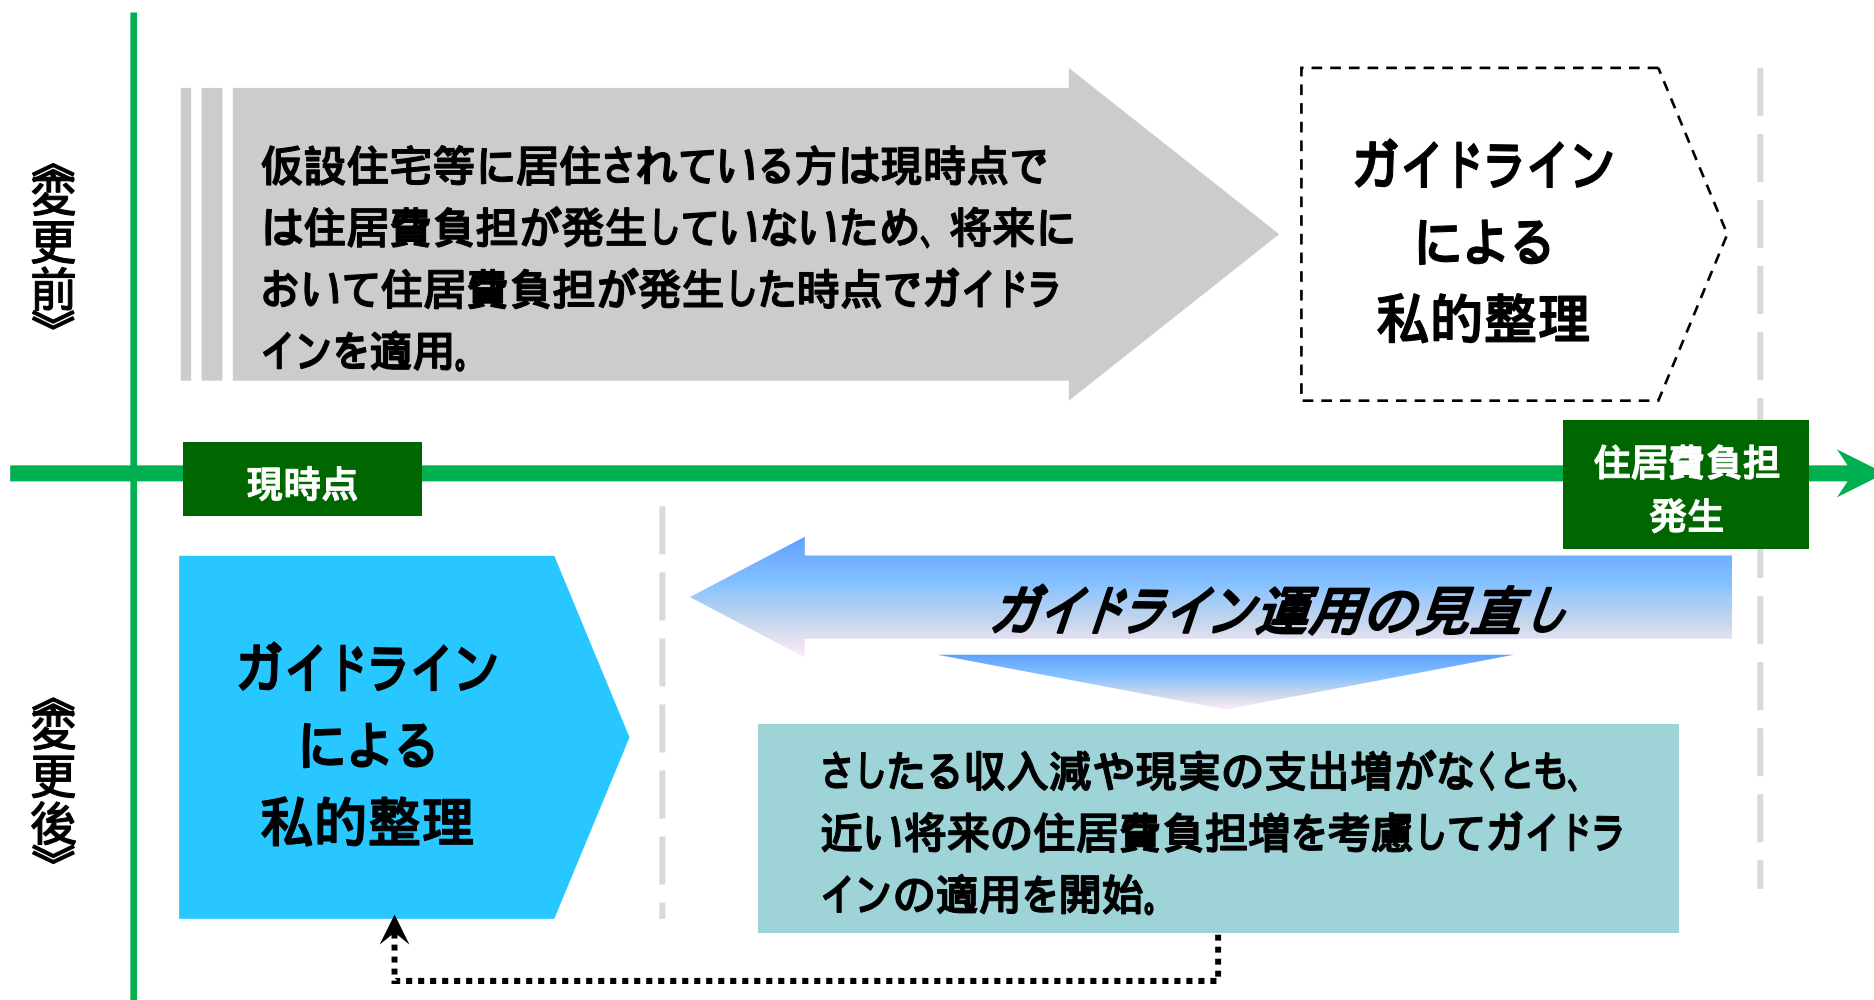 《変更前》
仮設住宅等に居住されている方は現時点で
は住居費負担が発生していないため、将来に
おいて住居費負担が発生した時点でガイドラ
インを適用。
ガイドライン
による
私的整理
現時点
住居費負担
発生
《変更後》
ガイドライン
による
私的整理
ガイドライン運用の見直し
さしたる収入減や現実の支出増がなくとも、
近い将来の住居費負担増を考慮してガイドラ
インの適用を開始。